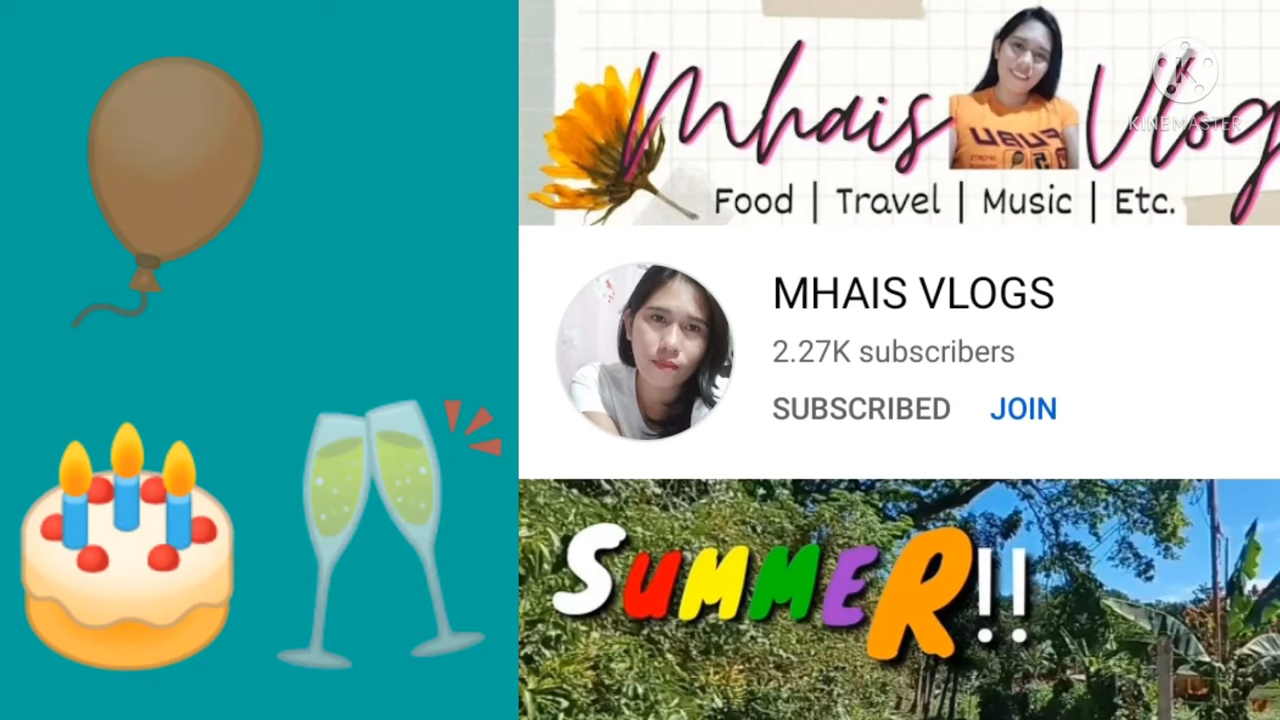 Mhais Vlog
KINEMASTER
Food | Travel | Music | Etc.
MHAIS VLOGS
2.27K subscribers
SUBSCRIBED JOIN
SUMMER!!